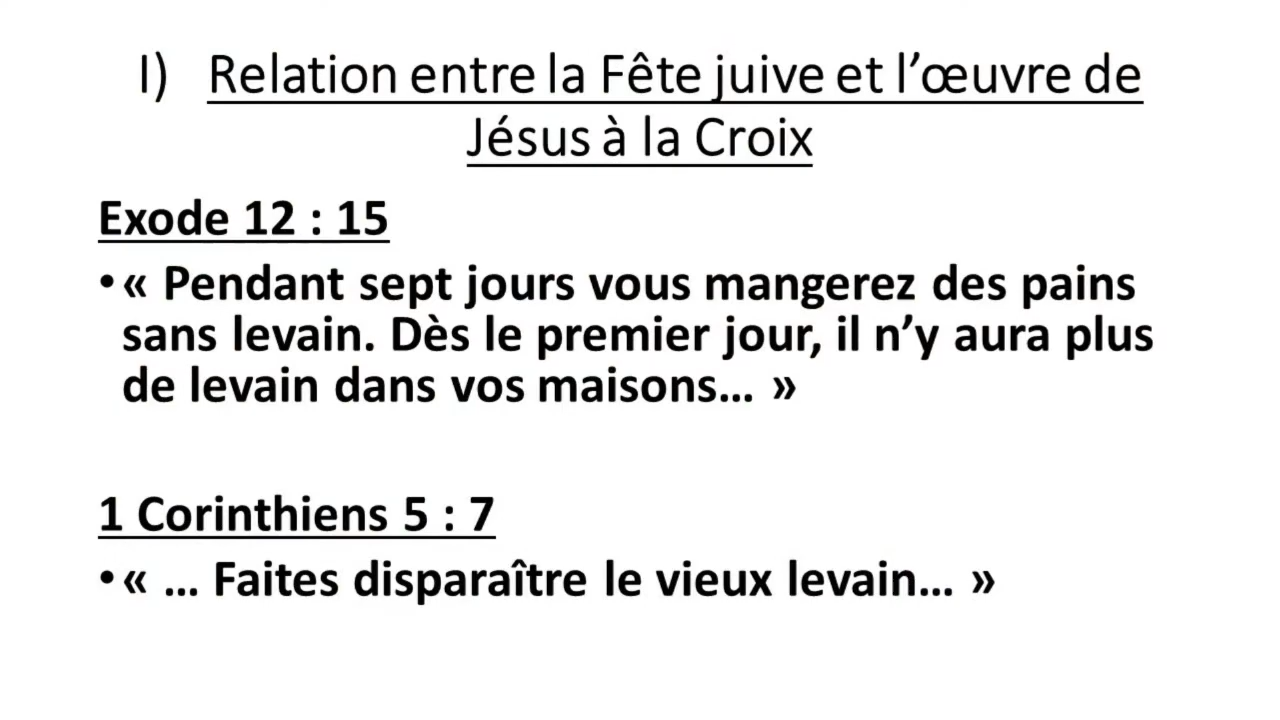 I) Relation entre la Fête juive et l’œuvre de
Jésus à la Croix
Exode 12 : 15
•« Pendant sept jours vous mangerez des pains
sans levain. Dès le premier jour, il n’y aura plus
de levain dans vos maisons… »
1 Corinthiens 5 : 7
•« … Faites disparaître le vieux levain… »